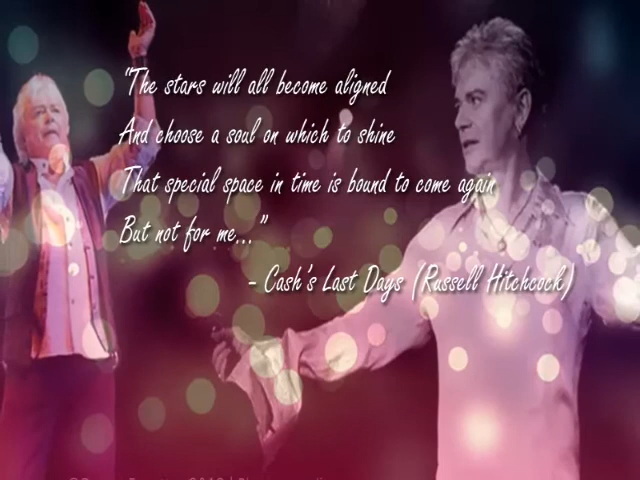 “The stars will all become aligned
And choose a soul on which to shine
That special space in time is bound to come again
But not for me...”
- Cash's Last Days (Russell Hitchcock)